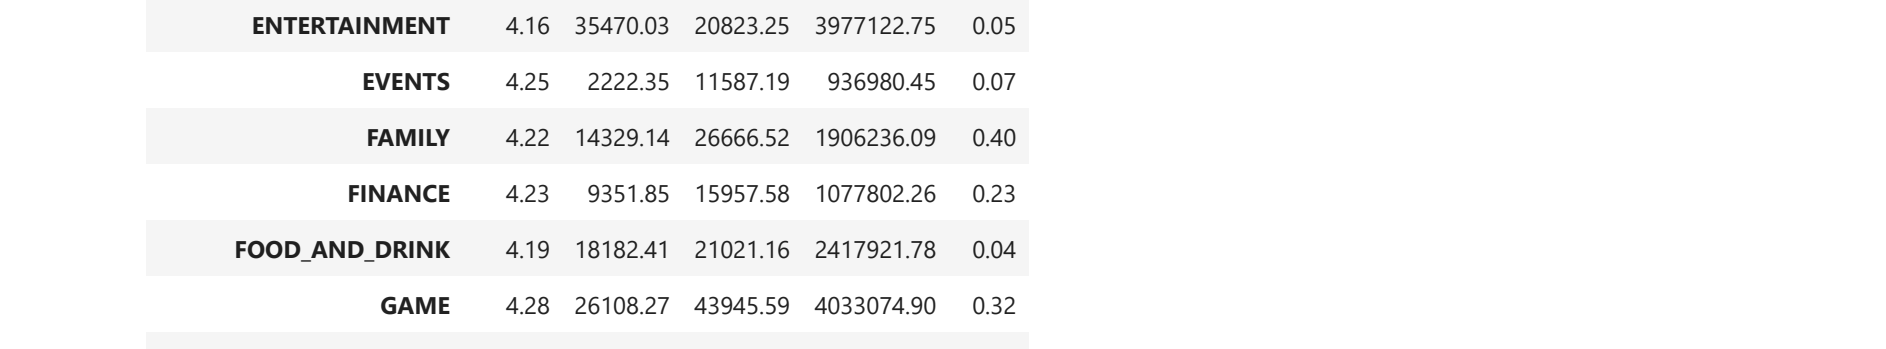 ENTERTAINMENT 4.16 35470.03 20823.25 3977122.75 0.05
EVENTS 4.25 2222.35 11587.19 936980.45 0.07
FAMILY 4.22 14329.14 26666.52 1906236.09 0.40
FINANCE 4.23 9351.85 15957.58 1077802.26 0.23
FOOD_AND_DRINK 4.19 18182.41 21021.16 2417921.78 0.04
GAME 4.28 26108.27 43945.59 4033074.90 0.32